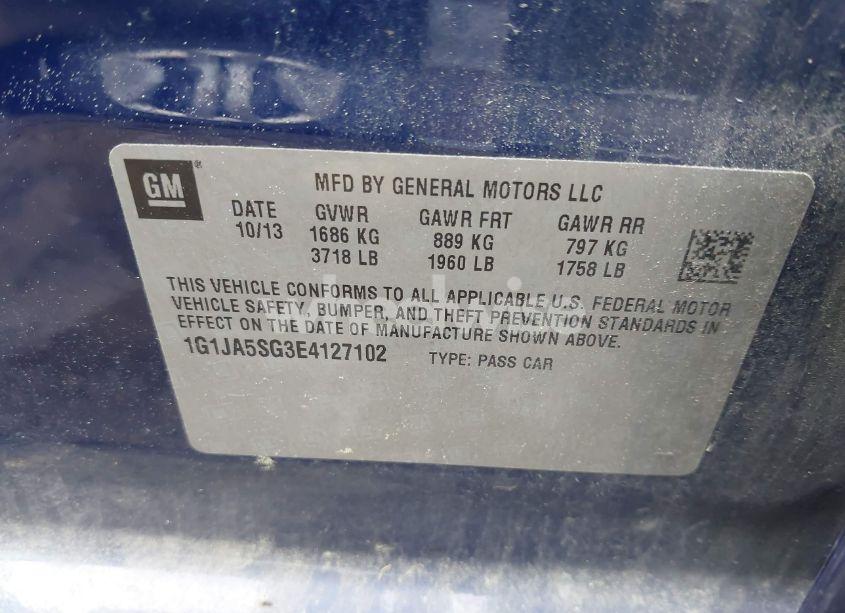 GM
MFD BY GENERAL MOTORS LLC
DATE GVWR GAWR FRT GAWR RR
10/13 1686 KG 889 KG 797 KG
3718 LB 1960 LB 1758 LB
THIS VEHICLE CONFORMS TO ALL APPLICABLE U.S. FEDERAL MOTOR
VEHICLE SAFETY, BUMPER, AND THEFT PREVENTION STANDARDS IN
EFFECT ON THE DATE OF MANUFACTURE SHOWN ABOVE.
1G1JA5SG3E4127102 TYPE: PASS CAR